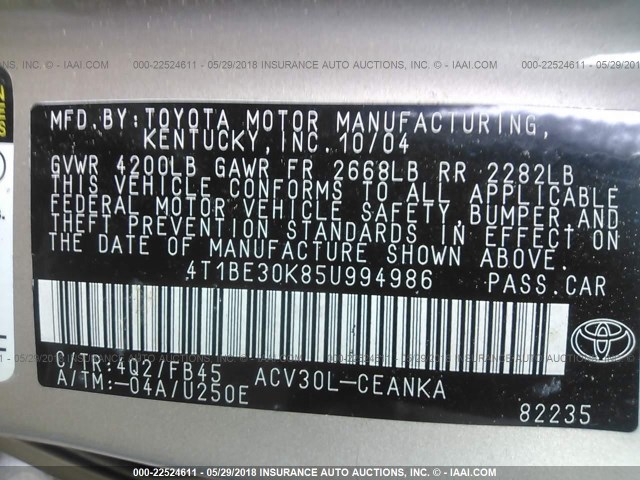 000-22524611 - 05/29/2018 INSURANCE AUTO AUCTIONS, INC. - IAAI.COM
MFD.BY:TOYOTA MOTOR MANUFACTURING,
KENTUCKY, INC. 10/04
GVWR 4200LB GAWR FR 2668LB RR 2282LB
THIS VEHICLE CONFORMS TO ALL APPLICABLE
FEDERAL MOTOR VEHICLE SAFETY,BUMPER AND
THEFT PREVENTION STANDARDS IN EFFECT ON
THE DATE OF MANUFACTURE SHOWN ABOVE.
4T1BE30K85U994986 PASS.CAR
C/TR:4Q2/FB45 ACV30L-CEANKA
A/TM:-04A/U250E
82235
000-22524611 - 05/29/2018 INSURANCE AUTO AUCTIONS, INC. - IAAI.COM